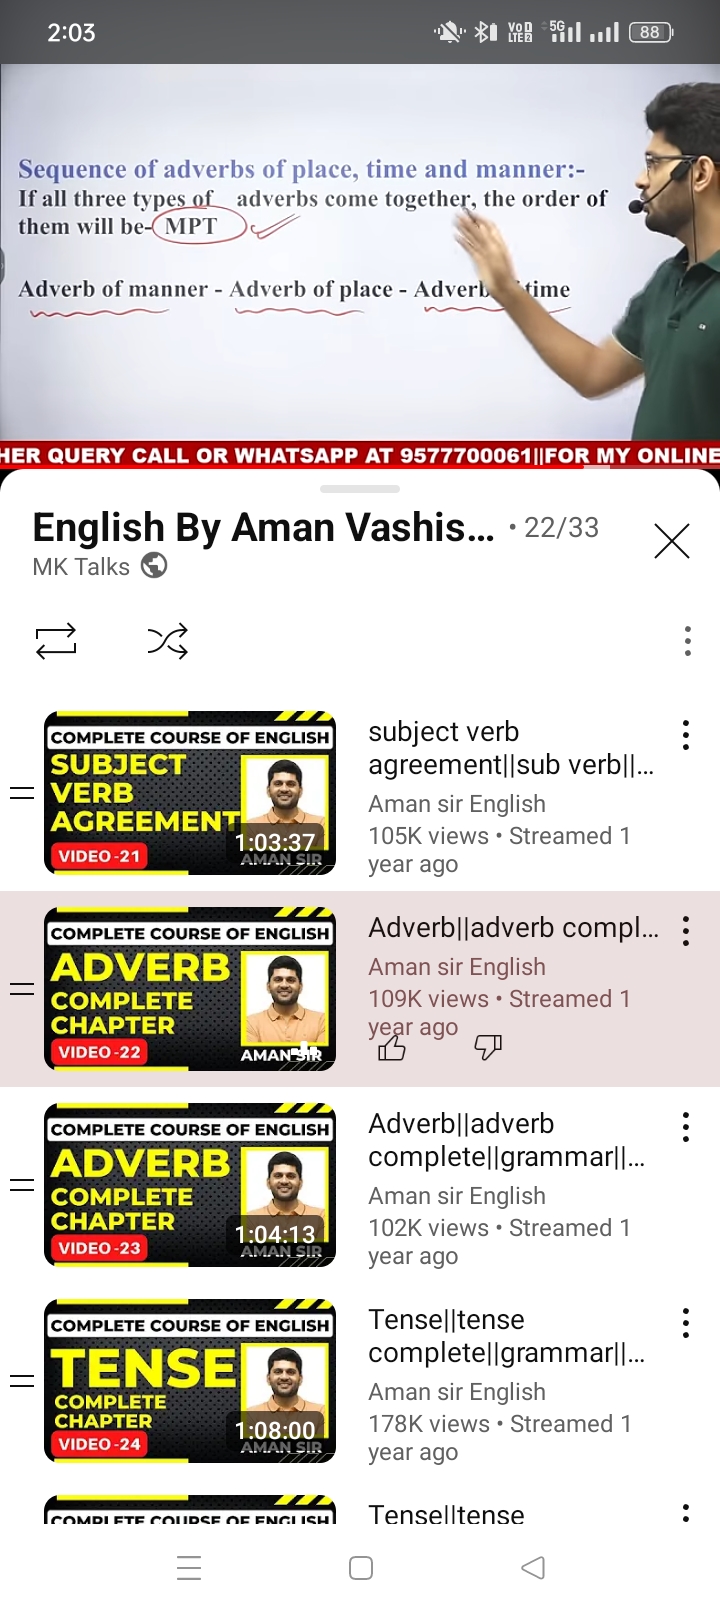 2:03
VoD
LTE2
5G
88
Sequence of adverbs of place, time and manner:-
If all three types of adverbs come together, the order of
them will be- MPT
Adverb of manner - Adverb of place - Adverb time
HER QUERY CALL OR WHATSAPP AT 9577700061||FOR MY ONLINE
English By Aman Vashis... • 22/33
MK Talks
COMPLETE COURSE OF ENGLISH
SUBJECT
VERB
AGREEMENT
VIDEO -21
1:03:37
AMAN SIR
subject verb
agreement||sub verb||...
Aman sir English
105K views • Streamed 1
year ago
COMPLETE COURSE OF ENGLISH
ADVERB
COMPLETE
CHAPTER
VIDEO -22
AMAN SIR
Adverb||adverb compl...
Aman sir English
109K views • Streamed 1
year ago
COMPLETE COURSE OF ENGLISH
ADVERB
COMPLETE
CHAPTER
VIDEO -23
1:04:13
AMAN SIR
Adverb||adverb
complete||grammar||...
Aman sir English
102K views • Streamed 1
year ago
COMPLETE COURSE OF ENGLISH
TENSE
COMPLETE
CHAPTER
VIDEO -24
1:08:00
AMAN SIR
Tense||tense
complete||grammar||...
Aman sir English
178K views • Streamed 1
year ago
COMPLETE COURSE OF ENGLISH
Tense||tense